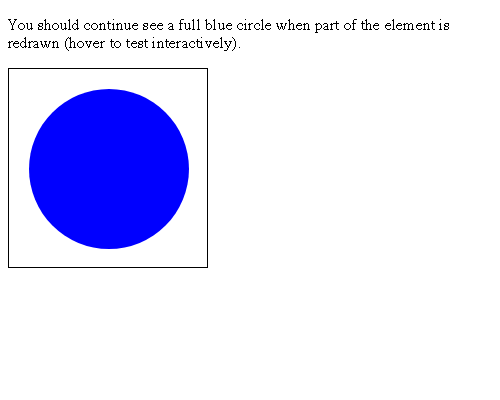 You should continue see a full blue circle when part of the element is
redrawn (hover to test interactively).